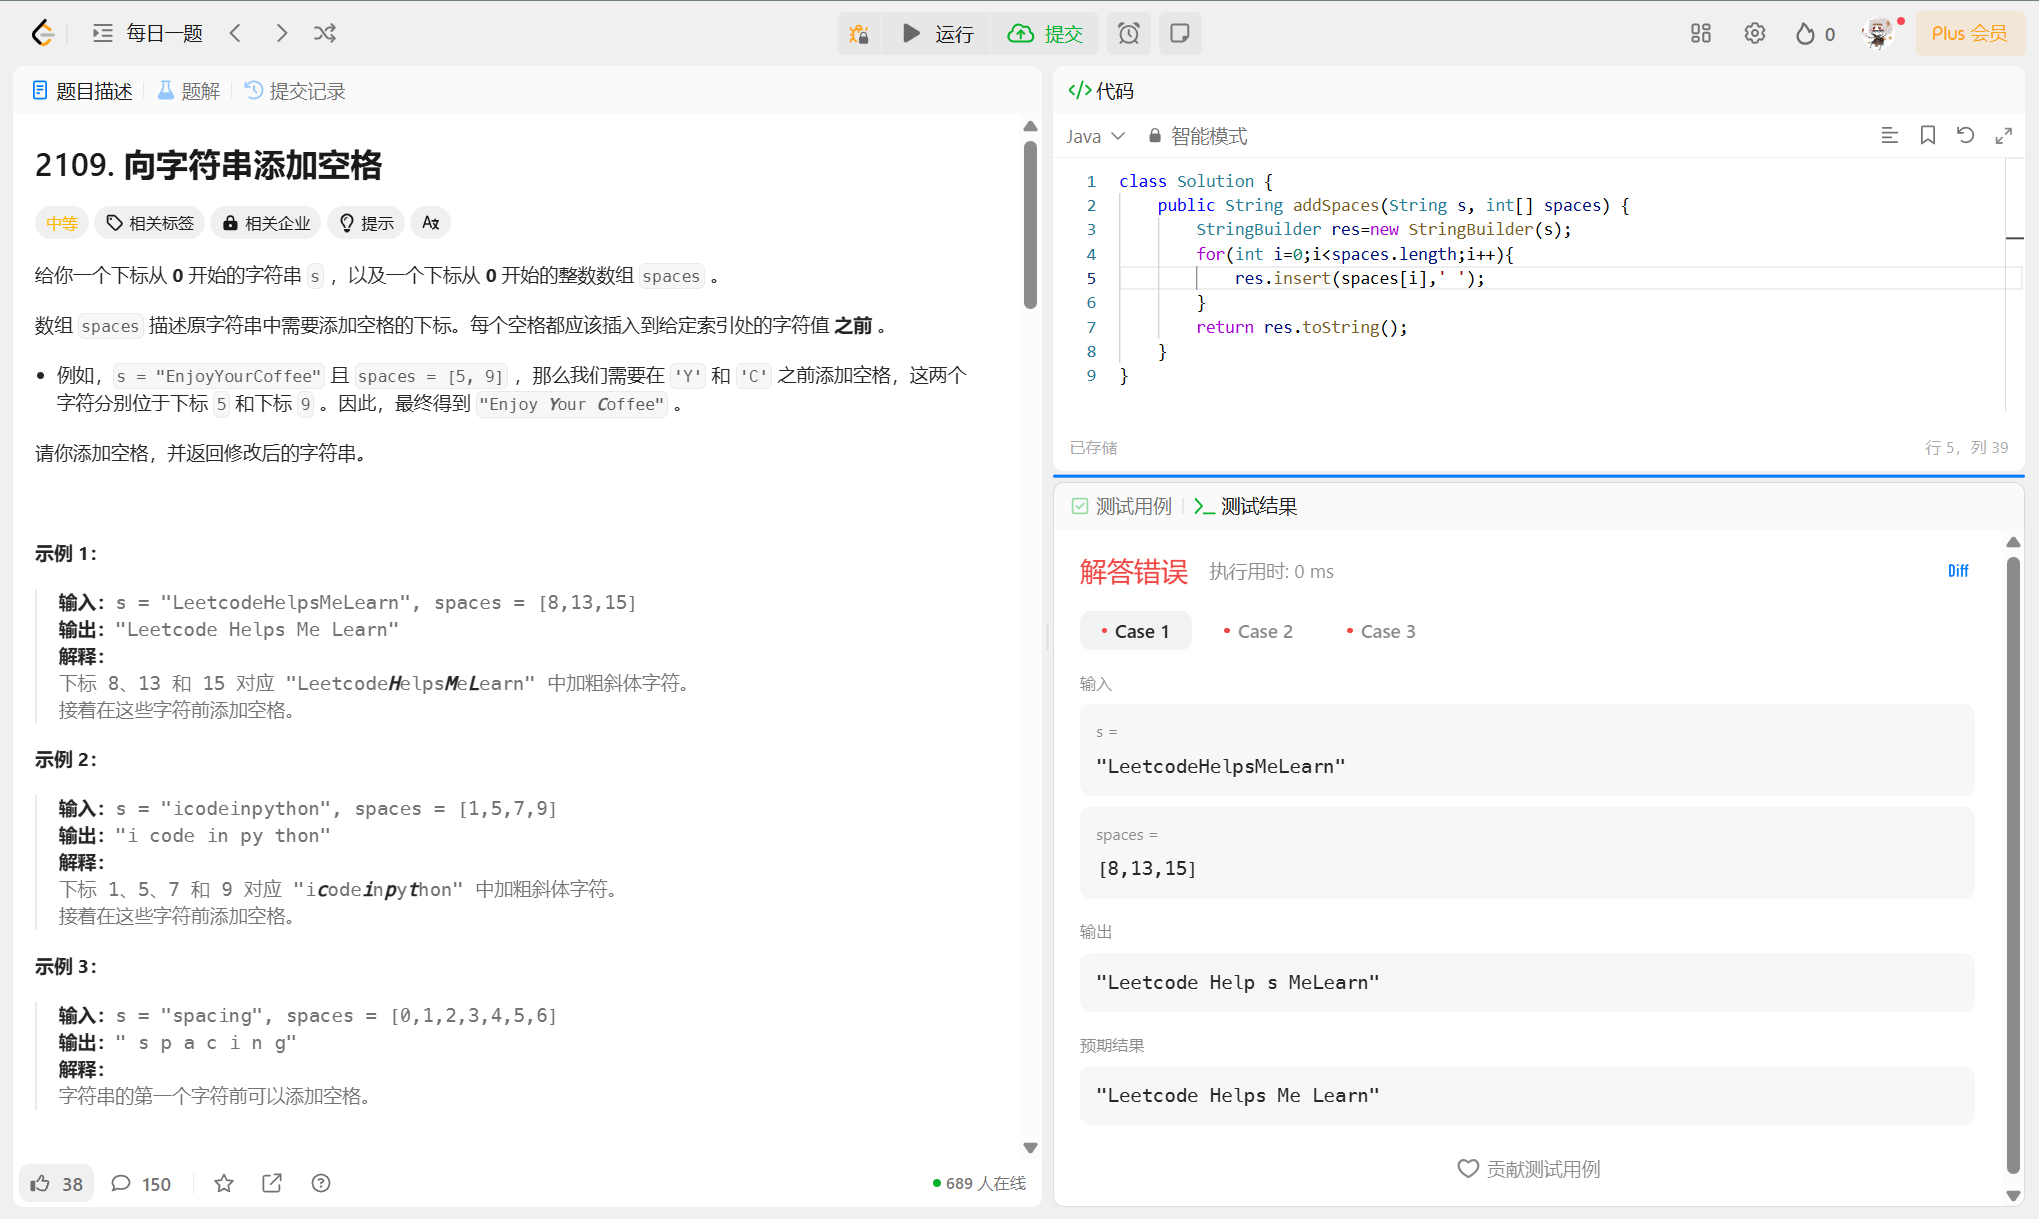 每日一题
运行
提交
0
Plus 会员
题目描述
题解
提交记录
2109. 向字符串添加空格
中等
相关标签
相关企业
提示
给你一个下标从 0 开始的字符串 s ，以及一个下标从 0 开始的整数数组 spaces 。
数组 spaces 描述原字符串中需要添加空格的下标。每个空格都应该插入到给定索引处的字符值 之前 。
• 例如，s = "EnjoyYourCoffee" 且 spaces = [5, 9] ，那么我们需要在 'Y' 和 'C' 之前添加空格，这两个
字符分别位于下标 5 和下标 9 。因此，最终得到 "Enjoy Your Coffee" 。
请你添加空格，并返回修改后的字符串。
示例 1：
输入：s = "LeetcodeHelpsMeLearn", spaces = [8,13,15]
输出："Leetcode Helps Me Learn"
解释：
下标 8、13 和 15 对应 "LeetcodeHelpsMeLearn" 中加粗斜体字符。
接着在这些字符前添加空格。
示例 2：
输入：s = "icodeinpython", spaces = [1,5,7,9]
输出："i code in py thon"
解释：
下标 1、5、7 和 9 对应 "icodeinpython" 中加粗斜体字符。
接着在这些字符前添加空格。
示例 3：
输入：s = "spacing", spaces = [0,1,2,3,4,5,6]
输出：" s p a c i n g"
解释：
字符串的第一个字符前可以添加空格。
38
150
689 人在线
</> 代码
Java
智能模式
1 class Solution {
2 public String addSpaces(String s, int[] spaces) {
3 StringBuilder res=new StringBuilder(s);
4 for(int i=0;i<spaces.length;i++){
5 res.insert(spaces[i],' ');
6 }
7 return res.toString();
8 }
9 }
已存储
行 5，列 39
测试用例
测试结果
解答错误
执行用时: 0 ms
Diff
Case 1
Case 2
Case 3
输入
s =
"LeetcodeHelpsMeLearn"
spaces =
[8,13,15]
输出
"Leetcode Help s MeLearn"
预期结果
"Leetcode Helps Me Learn"
贡献测试用例